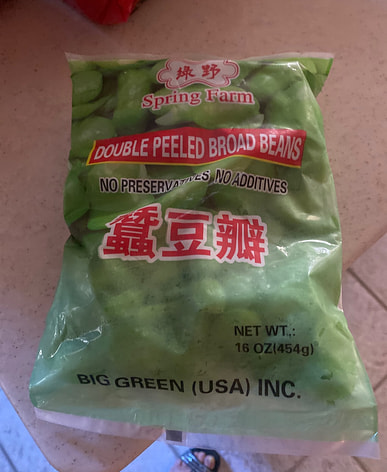 綠野
Spring Farm
DOUBLE PEELED BROAD BEANS
NO PRESERVATIVES NO ADDITIVES
蠶豆瓣
NET WT.:
16 OZ(454g)
BIG GREEN (USA) INC.